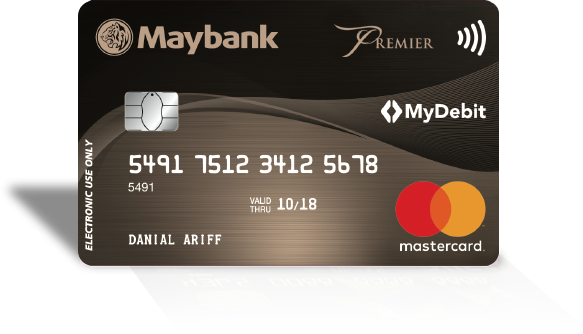 Maybank
PREMIER
MyDebit
ELECTRONIC USE ONLY
5491 7512 3412 5678
5491
VALID THRU 10/18
DANIAL ARIFF
mastercard